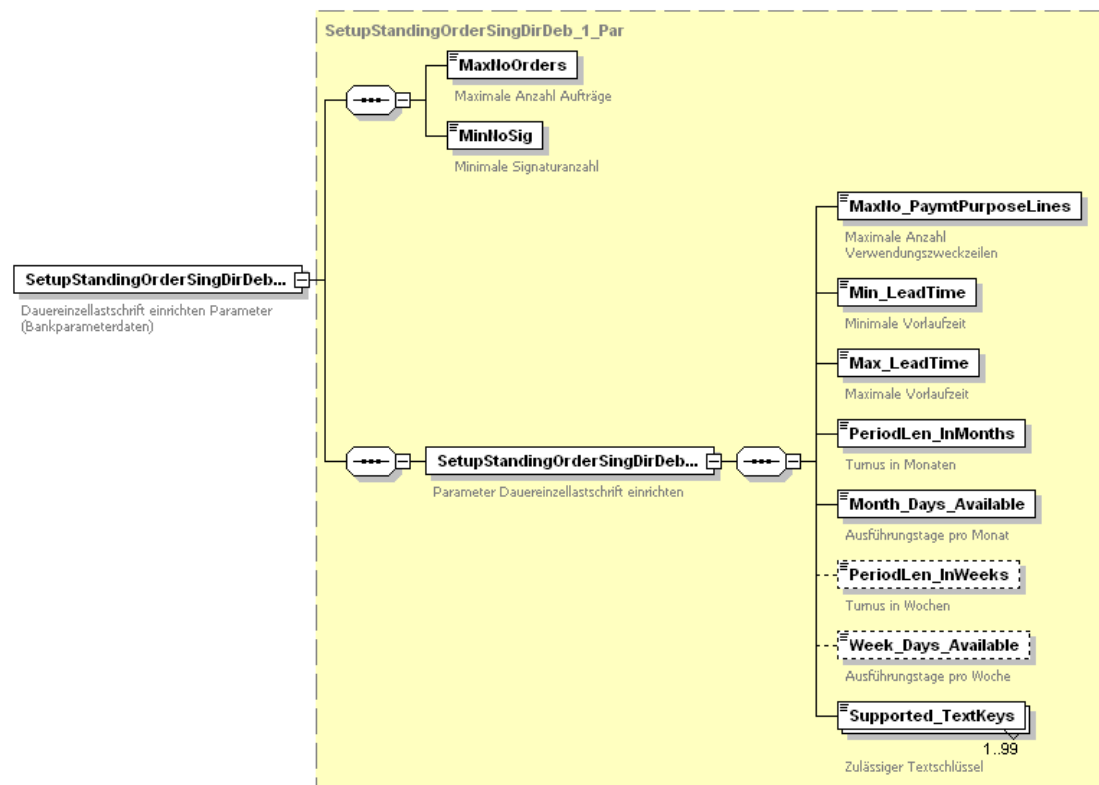 SetupStandingOrderSingDirDeb_1_Par
MaxNoOrders
Maximale Anzahl Aufträge
MinNoSig
Minimale Signaturanzahl
MaxNo_PaymtPurposeLines
Maximale Anzahl
Verwendungszweckzeilen
SetupStandingOrderSingDirDeb...
Dauereinzellastschrift einrichten Parameter
(Bankparameterdaten)
Min_LeadTime
Minimale Vorlaufzeit
Max_LeadTime
Maximale Vorlaufzeit
PeriodLen_InMonths
Turnus in Monaten
SetupStandingOrderSingDirDeb...
Parameter Dauereinzellastschrift einrichten
Month_Days_Available
Ausführungstage pro Monat
PeriodLen_InWeeks
Turnus in Wochen
Week_Days_Available
Ausführungstage pro Woche
Supported_TextKeys
1..99
Zulässiger Textschlüssel